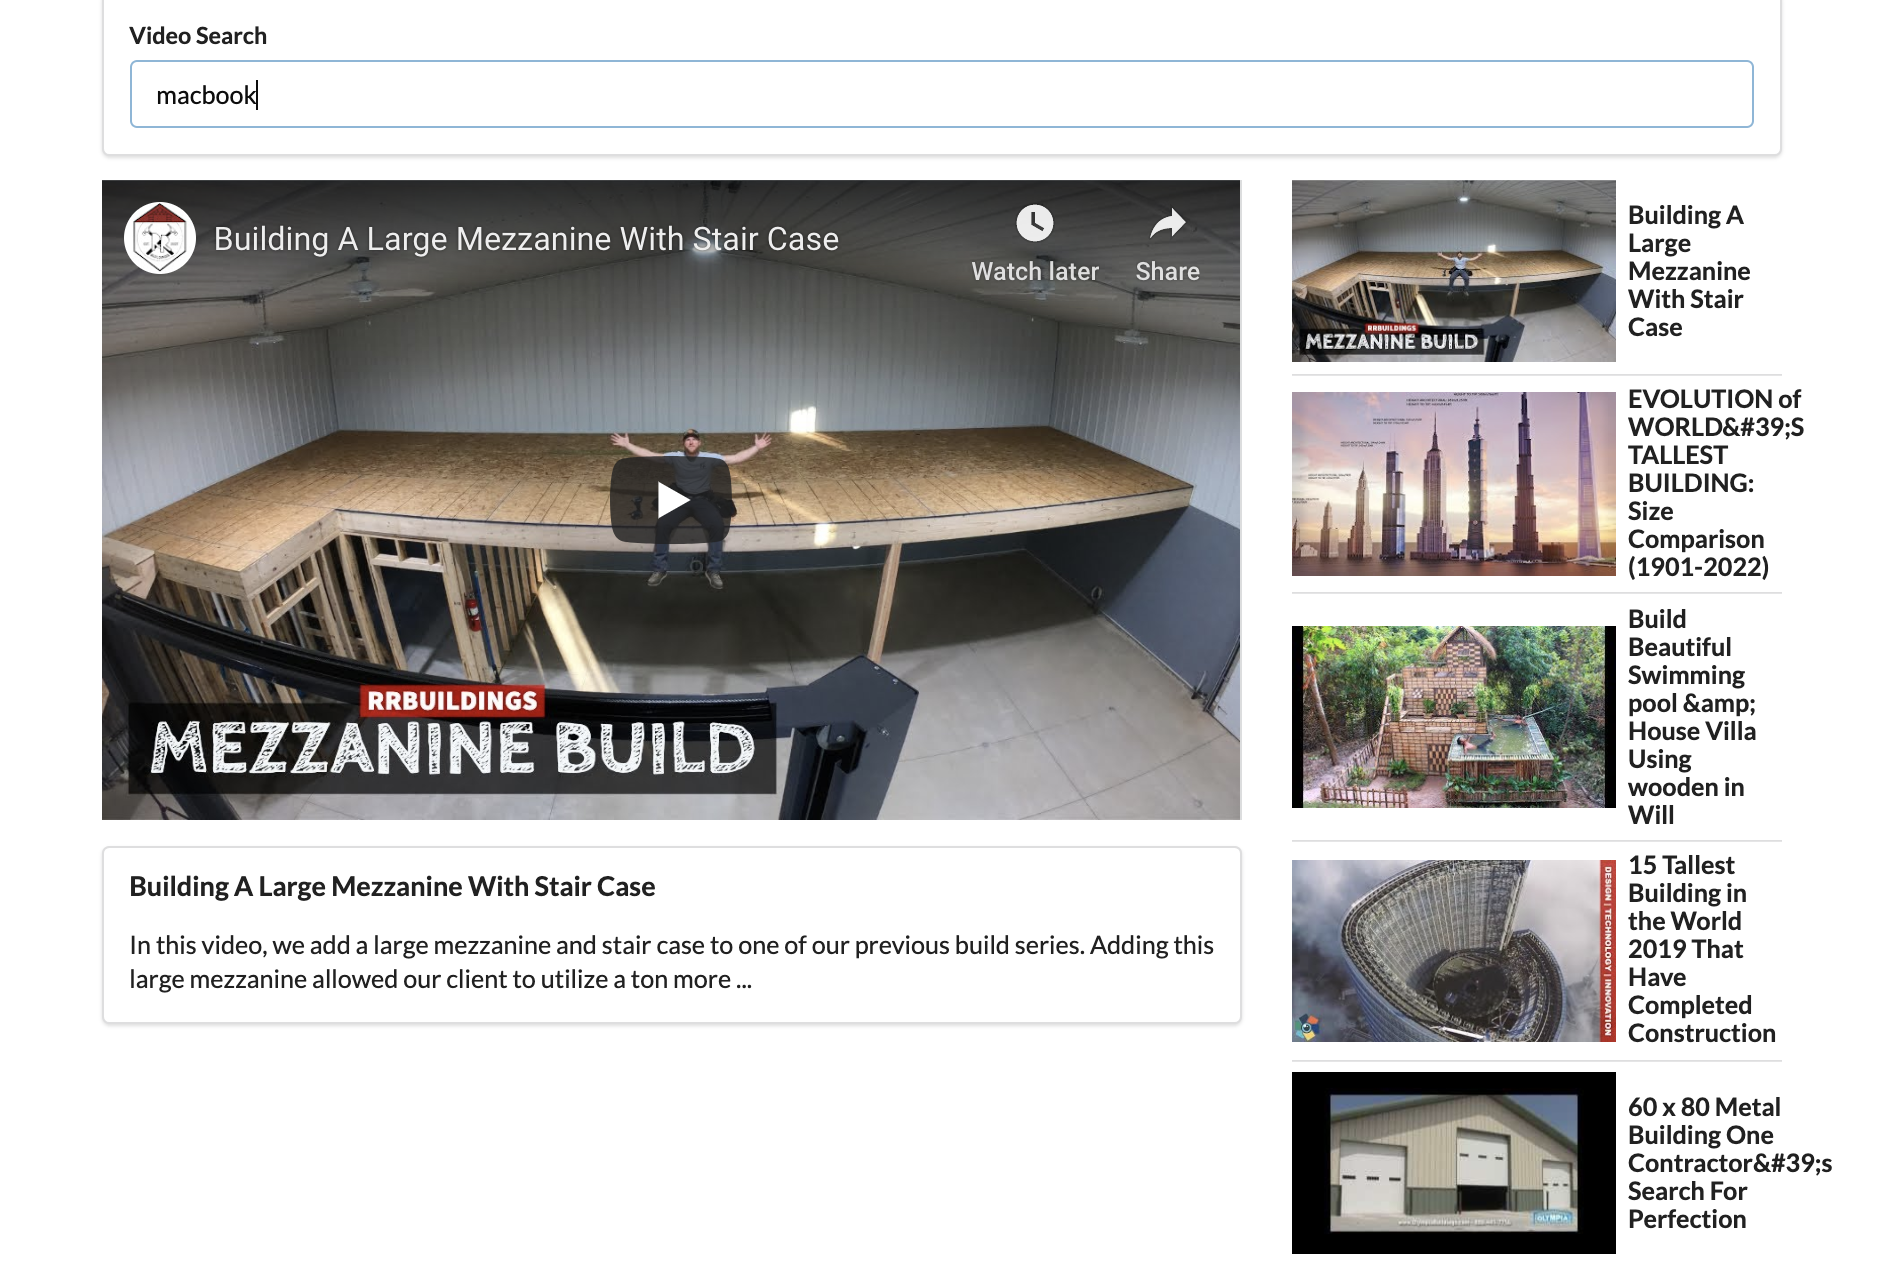 Video Search
macbook
Building A Large Mezzanine With Stair Case
Watch later
Share
RRBUILDINGS
MEZZANINE BUILD
Building A Large Mezzanine With Stair Case
In this video, we add a large mezzanine and stair case to one of our previous build series. Adding this
large mezzanine allowed our client to utilize a ton more ...
RRBUILDINGS
MEZZANINE BUILD
Building A
Large
Mezzanine
With Stair
Case
EVOLUTION of
WORLD&#39;S
TALLEST
BUILDING:
Size
Comparison
(1901-2022)
Build
Beautiful
Swimming
pool &amp;
House Villa
Using
wooden in
Will
DESIGN | TECHNOLOGY | INNOVATION
15 Tallest
Building in
the World
2019 That
Have
Completed
Construction
OLYMPIA
60 x 80 Metal
Building One
Contractor&#39;s
Search For
Perfection